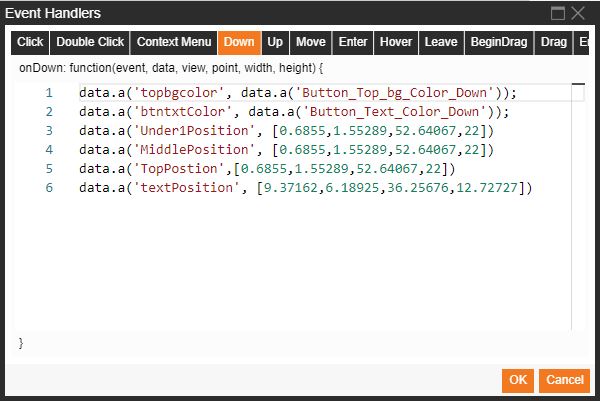 Event Handlers
Click Double Click Context Menu Down Up Move Enter Hover Leave BeginDrag Drag
onDown: function(event, data, view, point, width, height) {
1 data.a('topbgcolor', data.a('Button_Top_bg_Color_Down'));
2 data.a('btntxtColor', data.a('Button_Text_Color_Down'));
3 data.a('Under1Position', [0.6855,1.55289,52.64067,22])
4 data.a('MiddlePosition', [0.6855,1.55289,52.64067,22])
5 data.a('TopPostion',[0.6855,1.55289,52.64067,22])
6 data.a('textPosition', [9.37162,6.18925,36.25676,12.72727])
}
OK Cancel